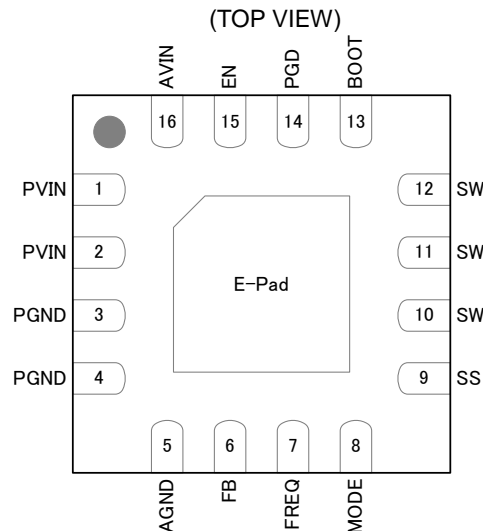 (TOP VIEW)
AVIN
EN
PGD
BOOT
16
15
14
13
PVIN 1
12 SW
PVIN 2
11 SW
E-Pad
PGND 3
10 SW
PGND 4
9 SS
5
6
7
8
AGND
FB
FREQ
MODE